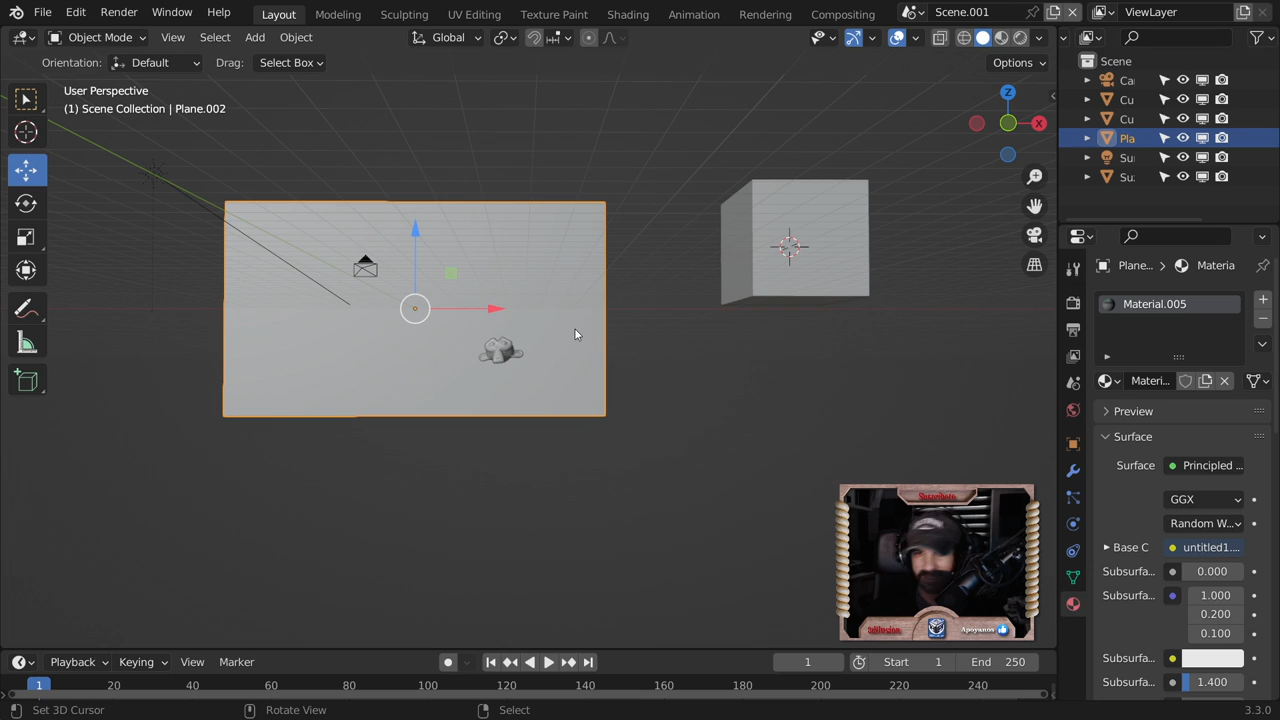 File Edit Render Window Help Layout Modeling Sculpting UV Editing Texture Paint Shading Animation Rendering Compositing Scene.001 ViewLayer
Object Mode View Select Add Object Global
Orientation: Default Drag: Select Box Options
User Perspective
(1) Scene Collection | Plane.002
Z
X
Scene
Ca
Cu
Cu
Pla
Su
Su:
Plane... Materia
Material.005
Materi...
Preview
Surface
Surface Principled ...
GGX
Random W...
Base C untitled1....
Subsurfa... 0.000
Subsurfa... 1.000
0.200
0.100
Subsurfa...
Subsurfa... 1.400
Suscribete
Apoyanos
Playback Keying View Marker 1 Start 1 End 250
1 20 40 60 80 100 120 140 160 180 200 220 240
Set 3D Cursor Rotate View Select 3.3.0